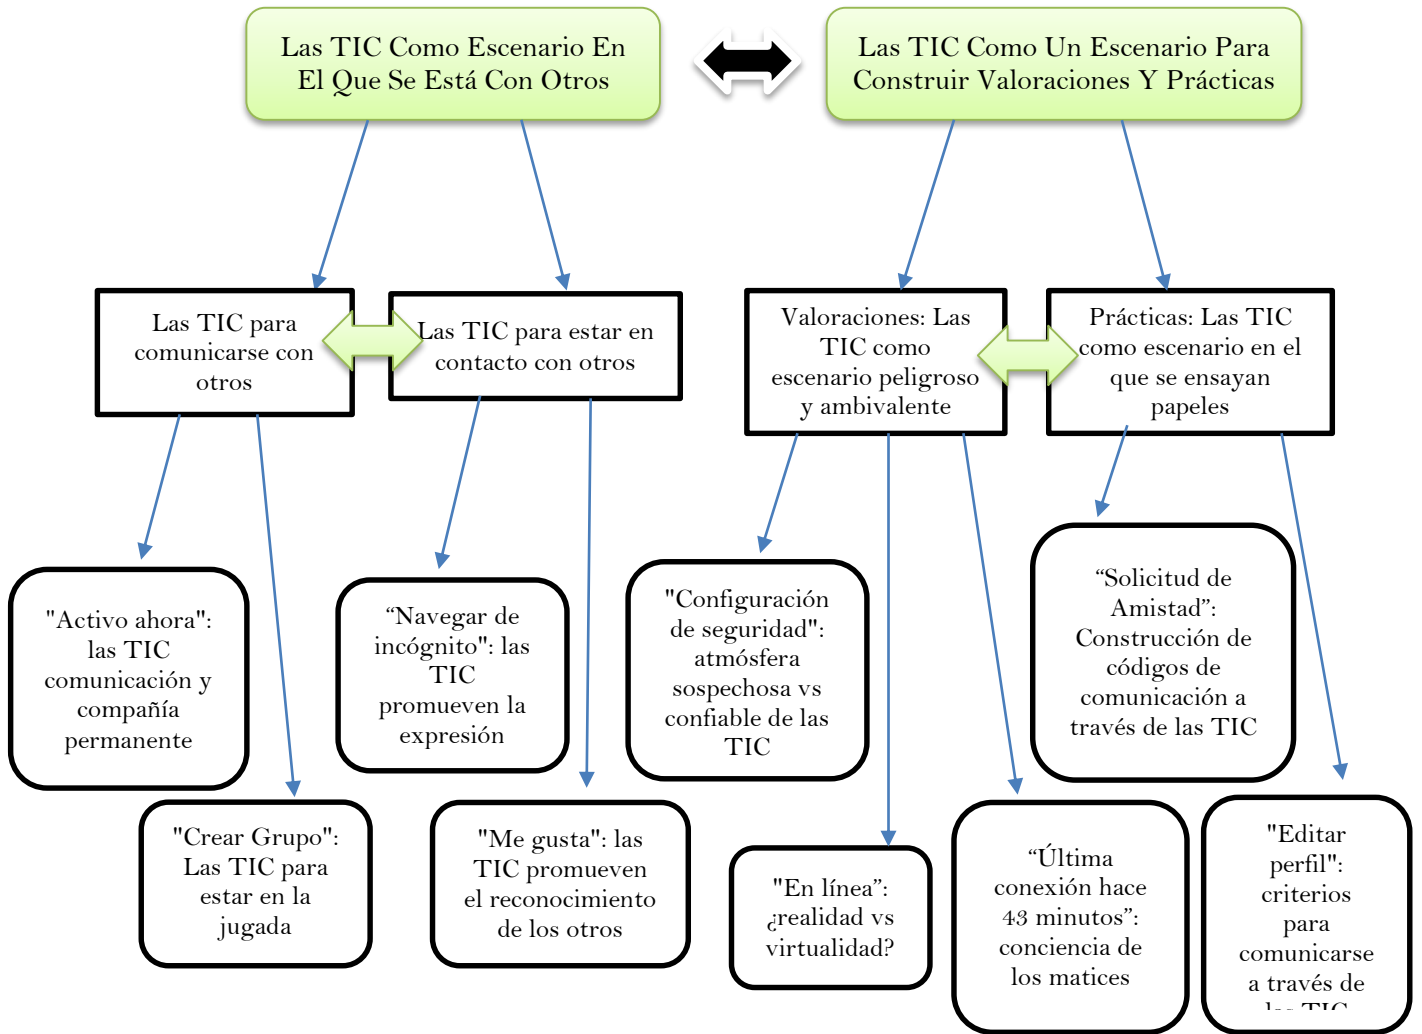 Las TIC Como Escenario En
El Que Se Está Con Otros
Las TIC Como Un Escenario Para
Construir Valoraciones Y Prácticas
Las TIC para
comunicarse con
otros
Las TIC para estar en
contacto con otros
Valoraciones: Las
TIC como
escenario peligroso
y ambivalente
Prácticas: Las TIC
como escenario en el
que se ensayan
papeles
"Activo ahora":
las TIC
comunicación y
compañía
permanente
“Navegar de
incógnito": las
TIC
promueven la
expresión
"Configuración
de seguridad":
atmósfera
sospechosa vs
confiable de las
TIC
“Solicitud de
Amistad”:
Construcción de
códigos de
comunicación a
través de las TIC
"Crear Grupo":
Las TIC para
estar en la
jugada
"Me gusta": las
TIC promueven
el reconocimiento
de los otros
"En línea”:
¿realidad vs
virtualidad?
“Última
conexión hace
43 minutos”:
conciencia de
los matices
"Editar
perfil":
criterios
para
comunicarse
a través de
las TIC